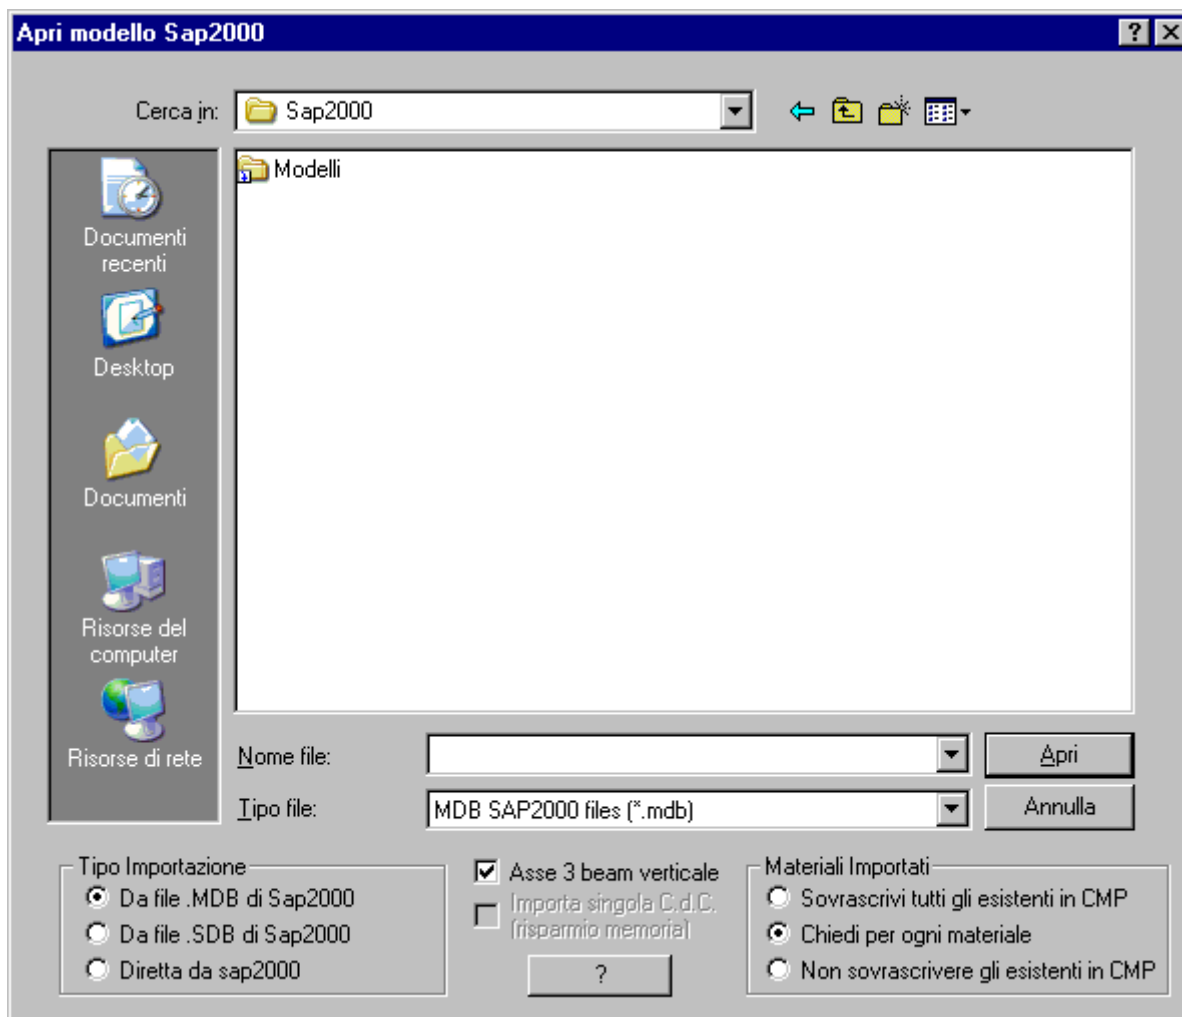 Apri modello Sap2000
Cerca in: Sap2000
Modelli
Documenti
recenti
Desktop
Documenti
Risorse del
computer
Risorse di rete
Nome file:
Apri
Tipo file: MDB SAP2000 files (*.mdb)
Annulla
Tipo Importazione
Da file .MDB di Sap2000
Da file .SDB di Sap2000
Diretta da sap2000
Asse 3 beam verticale
Importa singola C.d.C.
(risparmio memoria)
?
Materiali Importati
Sovrascrivi tutti gli esistenti in CMP
Chiedi per ogni materiale
Non sovrascrivere gli esistenti in CMP